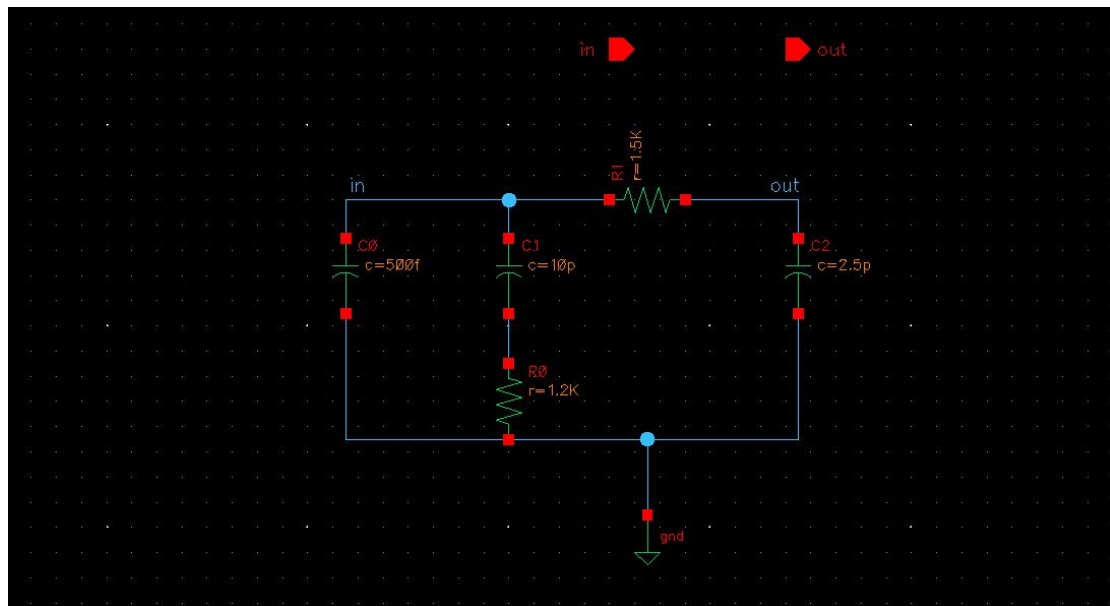 in
out
in
R1
r=1.5K
out
C0
c=500f
C1
c=10p
C2
c=2.5p
R0
r=1.2K
gnd